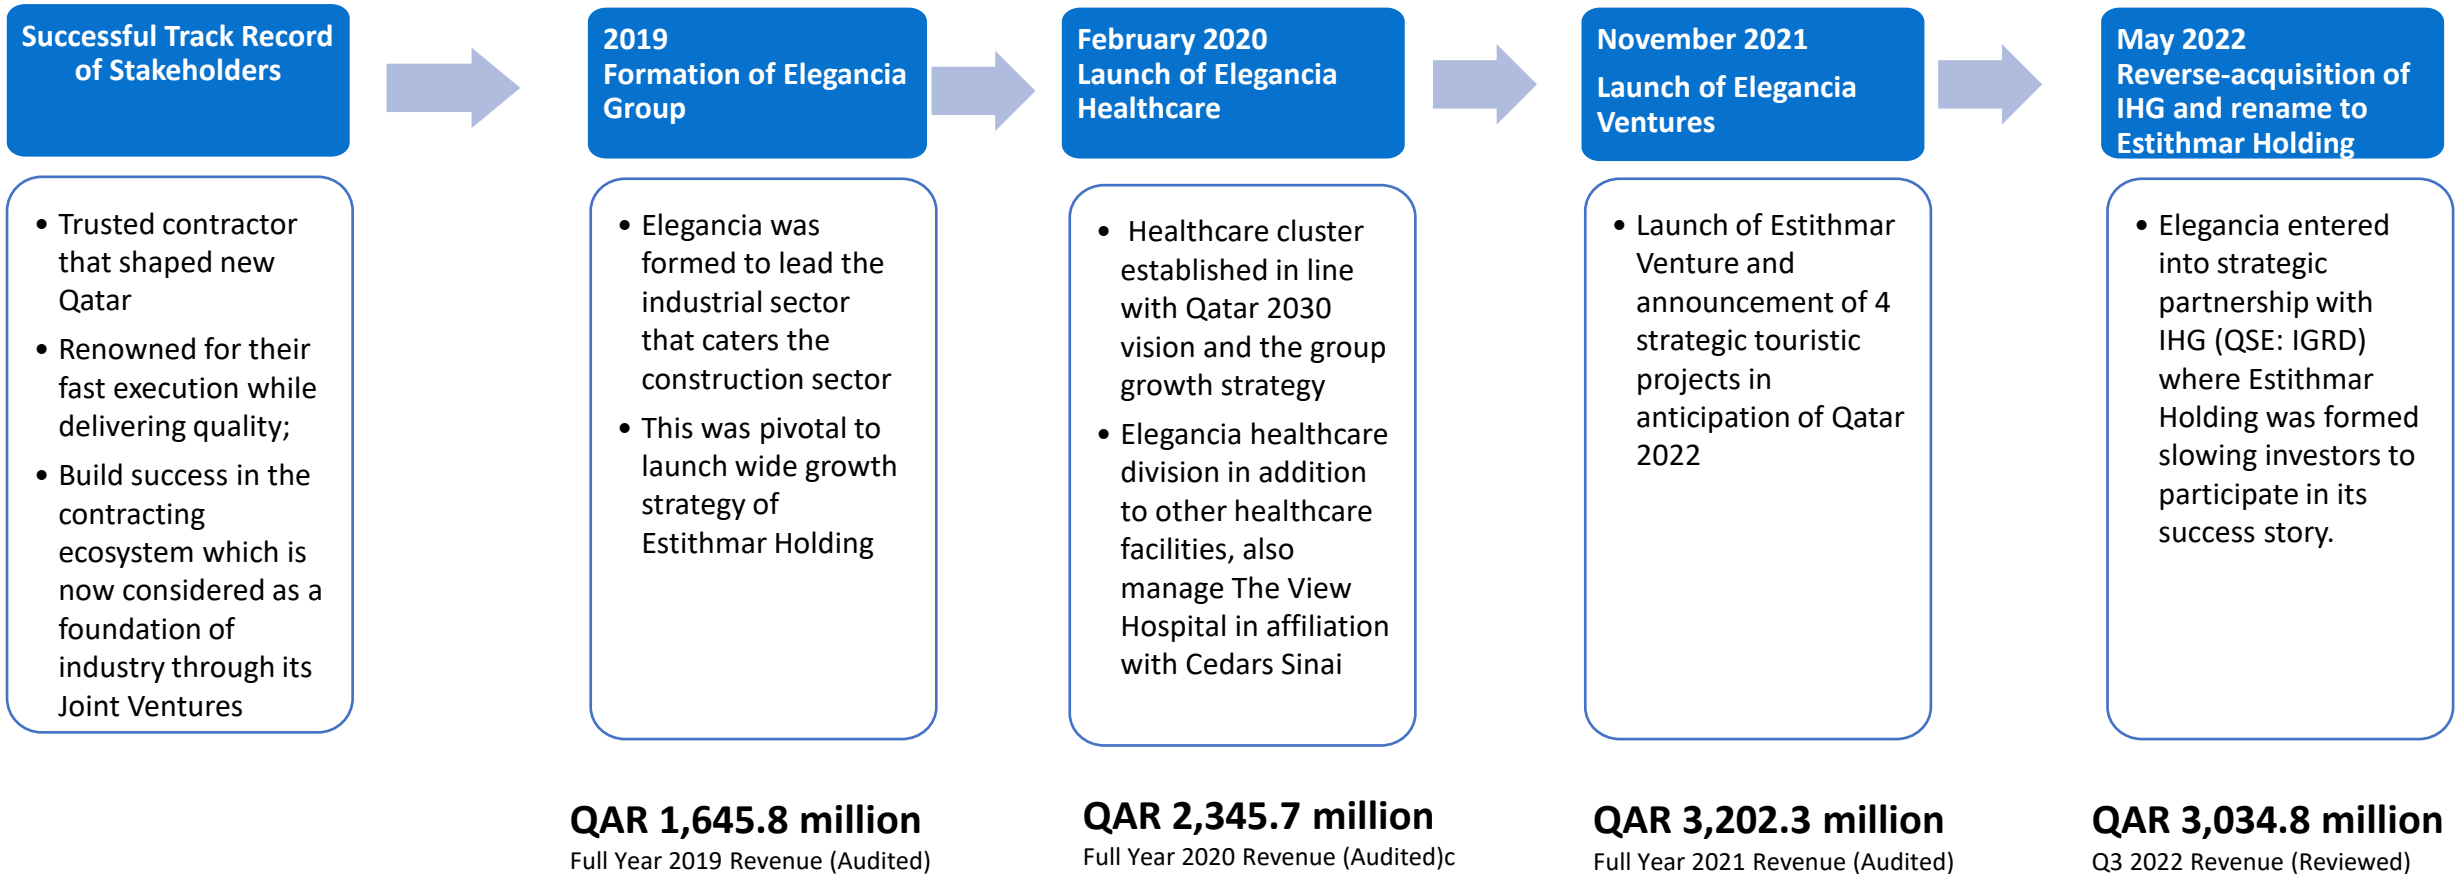 Successful Track Record
of Stakeholders
• Trusted contractor
that shaped new
Qatar
• Renowned for their
fast execution while
delivering quality;
• Build success in the
contracting
ecosystem which is
now considered as a
foundation of
industry through its
Joint Ventures
2019
Formation of Elegancia
Group
• Elegancia was
formed to lead the
industrial sector
that caters the
construction sector
• This was pivotal to
launch wide growth
strategy of
Estithmar Holding
QAR 1,645.8 million
Full Year 2019 Revenue (Audited)
February 2020
Launch of Elegancia
Healthcare
• Healthcare cluster
established in line
with Qatar 2030
vision and the group
growth strategy
• Elegancia healthcare
division in addition
to other healthcare
facilities, also
manage The View
Hospital in affiliation
with Cedars Sinai
QAR 2,345.7 million
Full Year 2020 Revenue (Audited)c
November 2021
Launch of Elegancia
Ventures
• Launch of Estithmar
Venture and
announcement of 4
strategic touristic
projects in
anticipation of Qatar
2022
QAR 3,202.3 million
Full Year 2021 Revenue (Audited)
May 2022
Reverse-acquisition of
IHG and rename to
Estithmar Holding
• Elegancia entered
into strategic
partnership with
IHG (QSE: IGRD)
where Estithmar
Holding was formed
slowing investors to
participate in its
success story.
QAR 3,034.8 million
Q3 2022 Revenue (Reviewed)